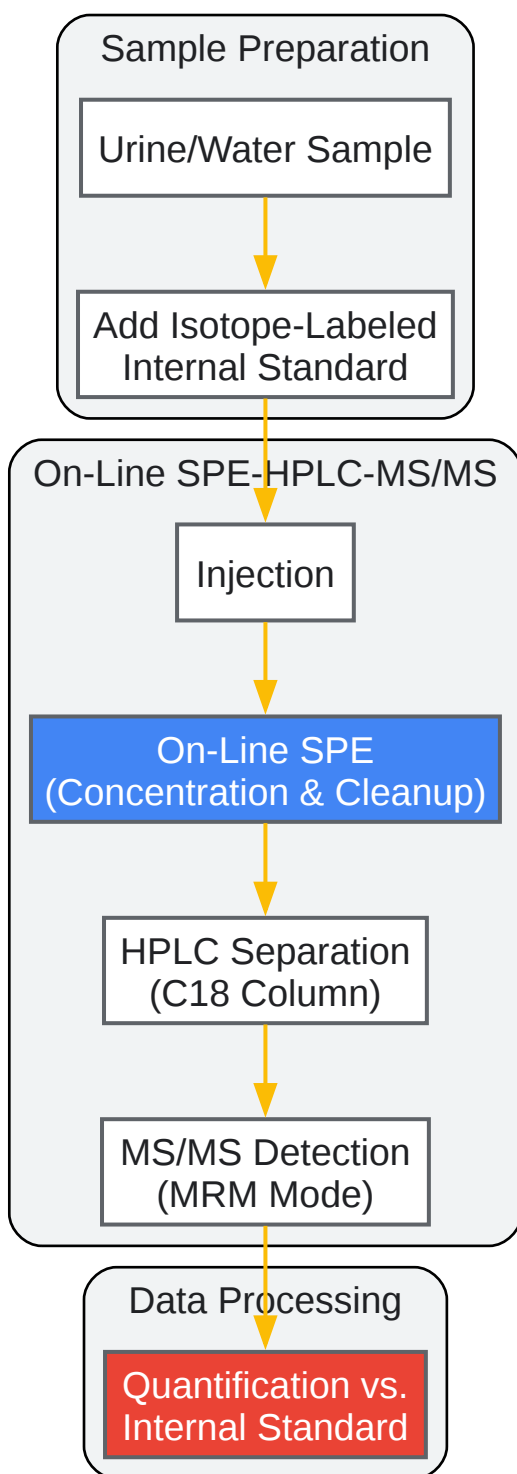 Sample Preparation
Urine/Water Sample
Add Isotope-Labeled
Internal Standard
On-Line SPE-HPLC-MS/MS
Injection
On-Line SPE
(Concentration & Cleanup)
HPLC Separation
(C18 Column)
MS/MS Detection
(MRM Mode)
Data Processing
Quantification vs.
Internal Standard